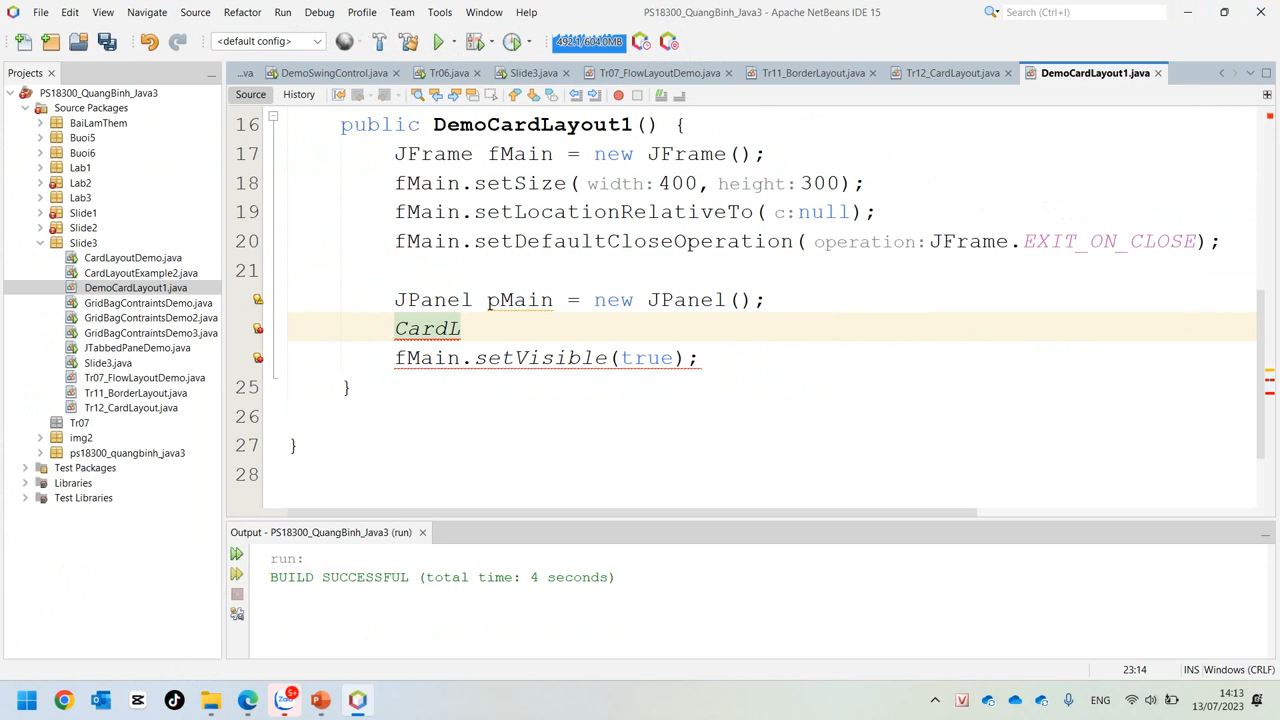 File Edit View Navigate Source Refactor Run Debug Profile Team Tools Window Help PS18300_QuangBinh_Java3 - Apache NetBeans IDE 15 Search (Ctrl+I)
<default config> 492.1/604.0MB
Projects ...va DemoSwingControl.java Tr06.java Slide3.java Tr07_FlowLayoutDemo.java Tr11_BorderLayout.java Tr12_CardLayout.java DemoCardLayout1.java
Source History
PS18300_QuangBinh_Java3
Source Packages
BaiLamThem
Buoi5
Buoi6
Lab1
Lab2
Lab3
Slide1
Slide2
Slide3
CardLayoutDemo.java
CardLayoutExample2.java
DemoCardLayout1.java
GridBagContraintsDemo.java
GridBagContraintsDemo2.java
GridBagContraintsDemo3.java
JTabbedPaneDemo.java
Slide3.java
Tr07_FlowLayoutDemo.java
Tr11_BorderLayout.java
Tr12_CardLayout.java
Tr07
img2
ps18300_quangbinh_java3
Test Packages
Libraries
Test Libraries
16 public DemoCardLayout1() {
17 JFrame fMain = new JFrame();
18 fMain.setSize( width: 400, height: 300);
19 fMain.setLocationRelativeTo( c: null);
20 fMain.setDefaultCloseOperation( operation: JFrame.EXIT_ON_CLOSE);
21
JPanel pMain = new JPanel();
CardL
fMain.setVisible(true);
25 }
26
27 }
28
Output - PS18300_QuangBinh_Java3 (run)
run:
BUILD SUCCESSFUL (total time: 4 seconds)
23:14 INS Windows (CRLF)
Zalo 5+ V ENG 14:13
13/07/2023